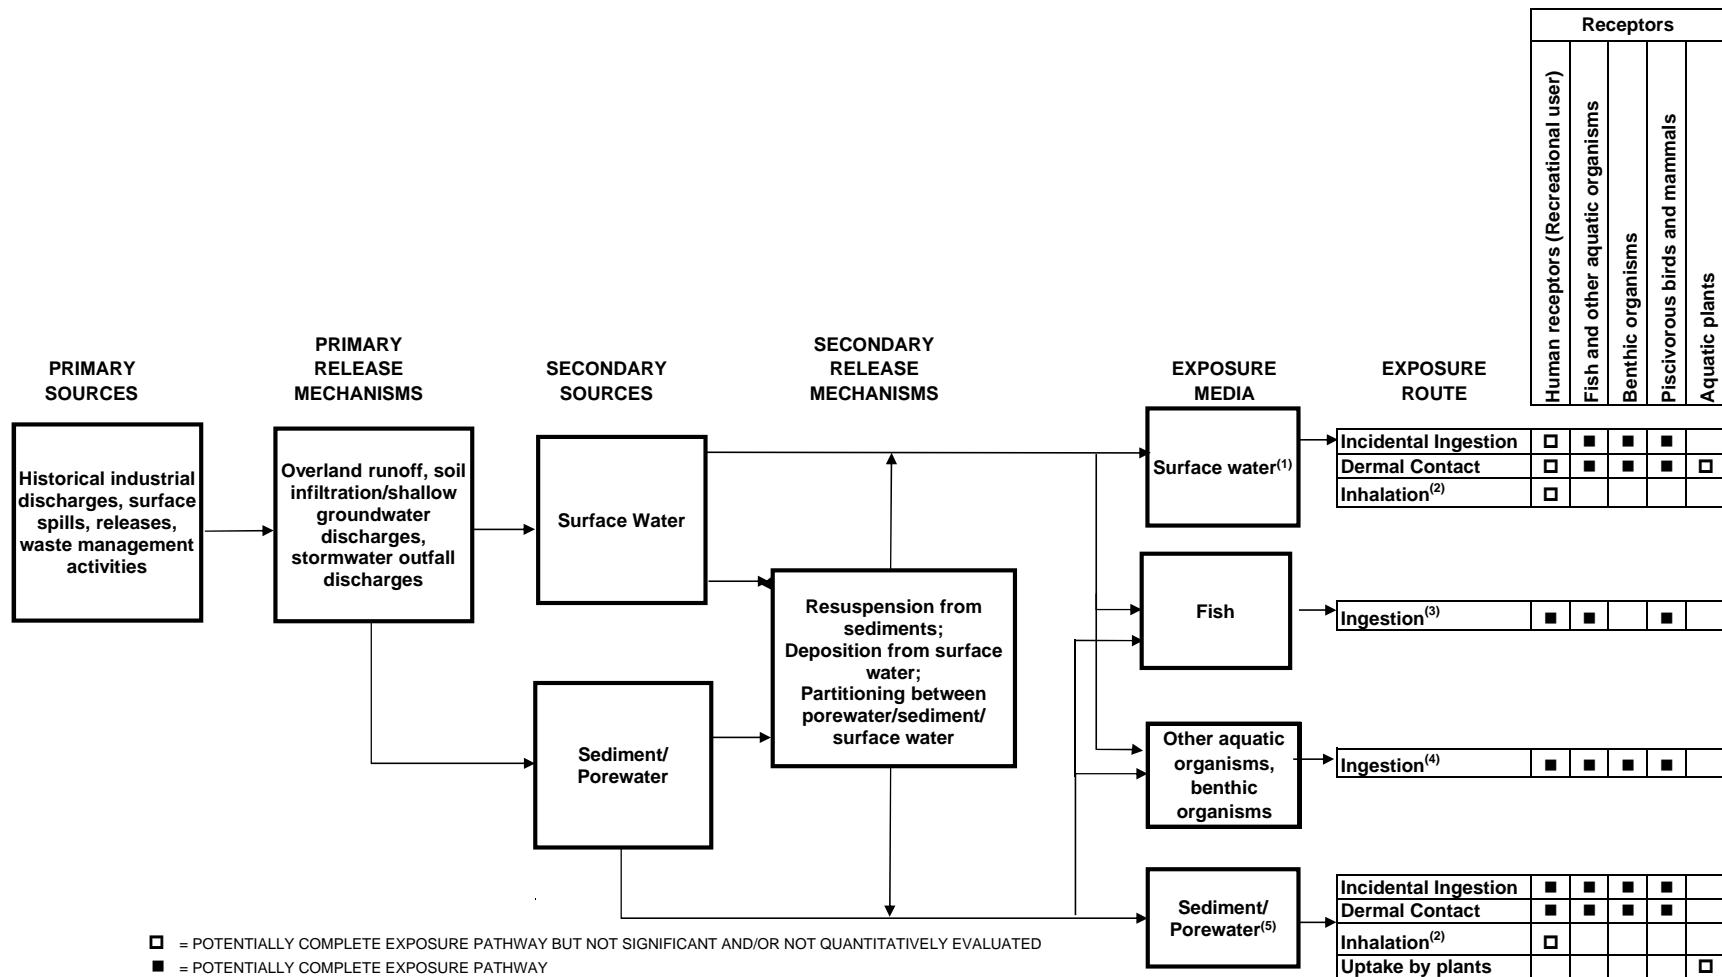 Receptors
Human receptors (Recreational user)
Fish and other aquatic organisms
Benthic organisms
Piscivorous birds and mammals
Aquatic plants
PRIMARY
SOURCES
PRIMARY
RELEASE
MECHANISMS
SECONDARY
SOURCES
SECONDARY
RELEASE
MECHANISMS
EXPOSURE
MEDIA
EXPOSURE
ROUTE
Historical industrial
discharges, surface
spills, releases,
waste management
activities
Overland runoff, soil
infiltration/shallow
groundwater
discharges,
stormwater outfall
discharges
Surface Water
Sediment/
Porewater
Resuspension from
sediments;
Deposition from surface
water;
Partitioning between
porewater/sediment/
surface water
Surface water(1)
Incidental Ingestion
Dermal Contact
Inhalation(2)
Fish
Ingestion(3)
Other aquatic
organisms,
benthic
organisms
Ingestion(4)
Sediment/
Porewater(5)
Incidental Ingestion
Dermal Contact
Inhalation(2)
Uptake by plants
= POTENTIALLY COMPLETE EXPOSURE PATHWAY BUT NOT SIGNIFICANT AND/OR NOT QUANTITATIVELY EVALUATED
= POTENTIALLY COMPLETE EXPOSURE PATHWAY